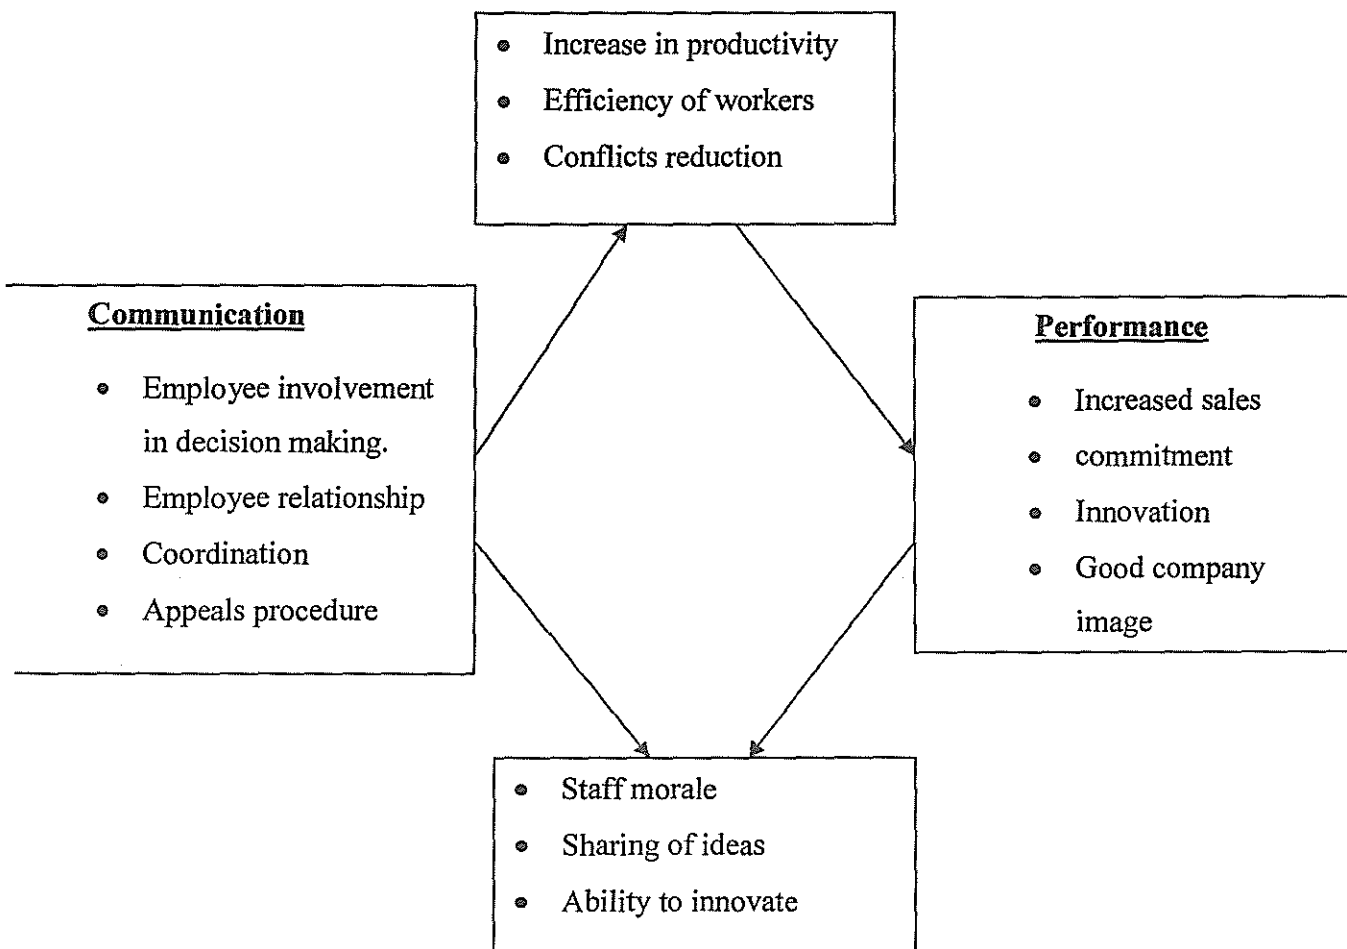 • Increase in productivity
• Efficiency of workers
• Conflicts reduction
Communication
• Employee involvement
in decision making.
• Employee relationship
• Coordination
• Appeals procedure
Performance
• Increased sales
• commitment
• Innovation
• Good company
image
• Staff morale
• Sharing of ideas
• Ability to innovate